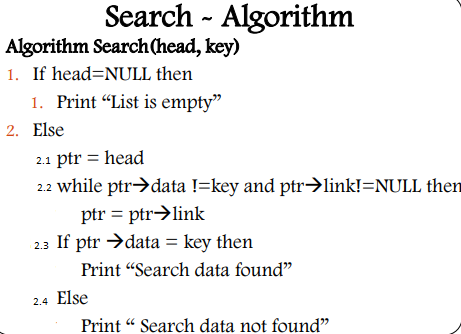 Search ~ Algorithm
Algorithm Search(head, key)
1. If head=NULL then
1. Print “List is empty”
2. Else
2.1 ptr = head
2.2 while ptr→data !=key and ptr→link!=NULL then
ptr = ptr→link
2.3 If ptr →data = key then
Print “Search data found”
2.4 Else
Print “ Search data not found”